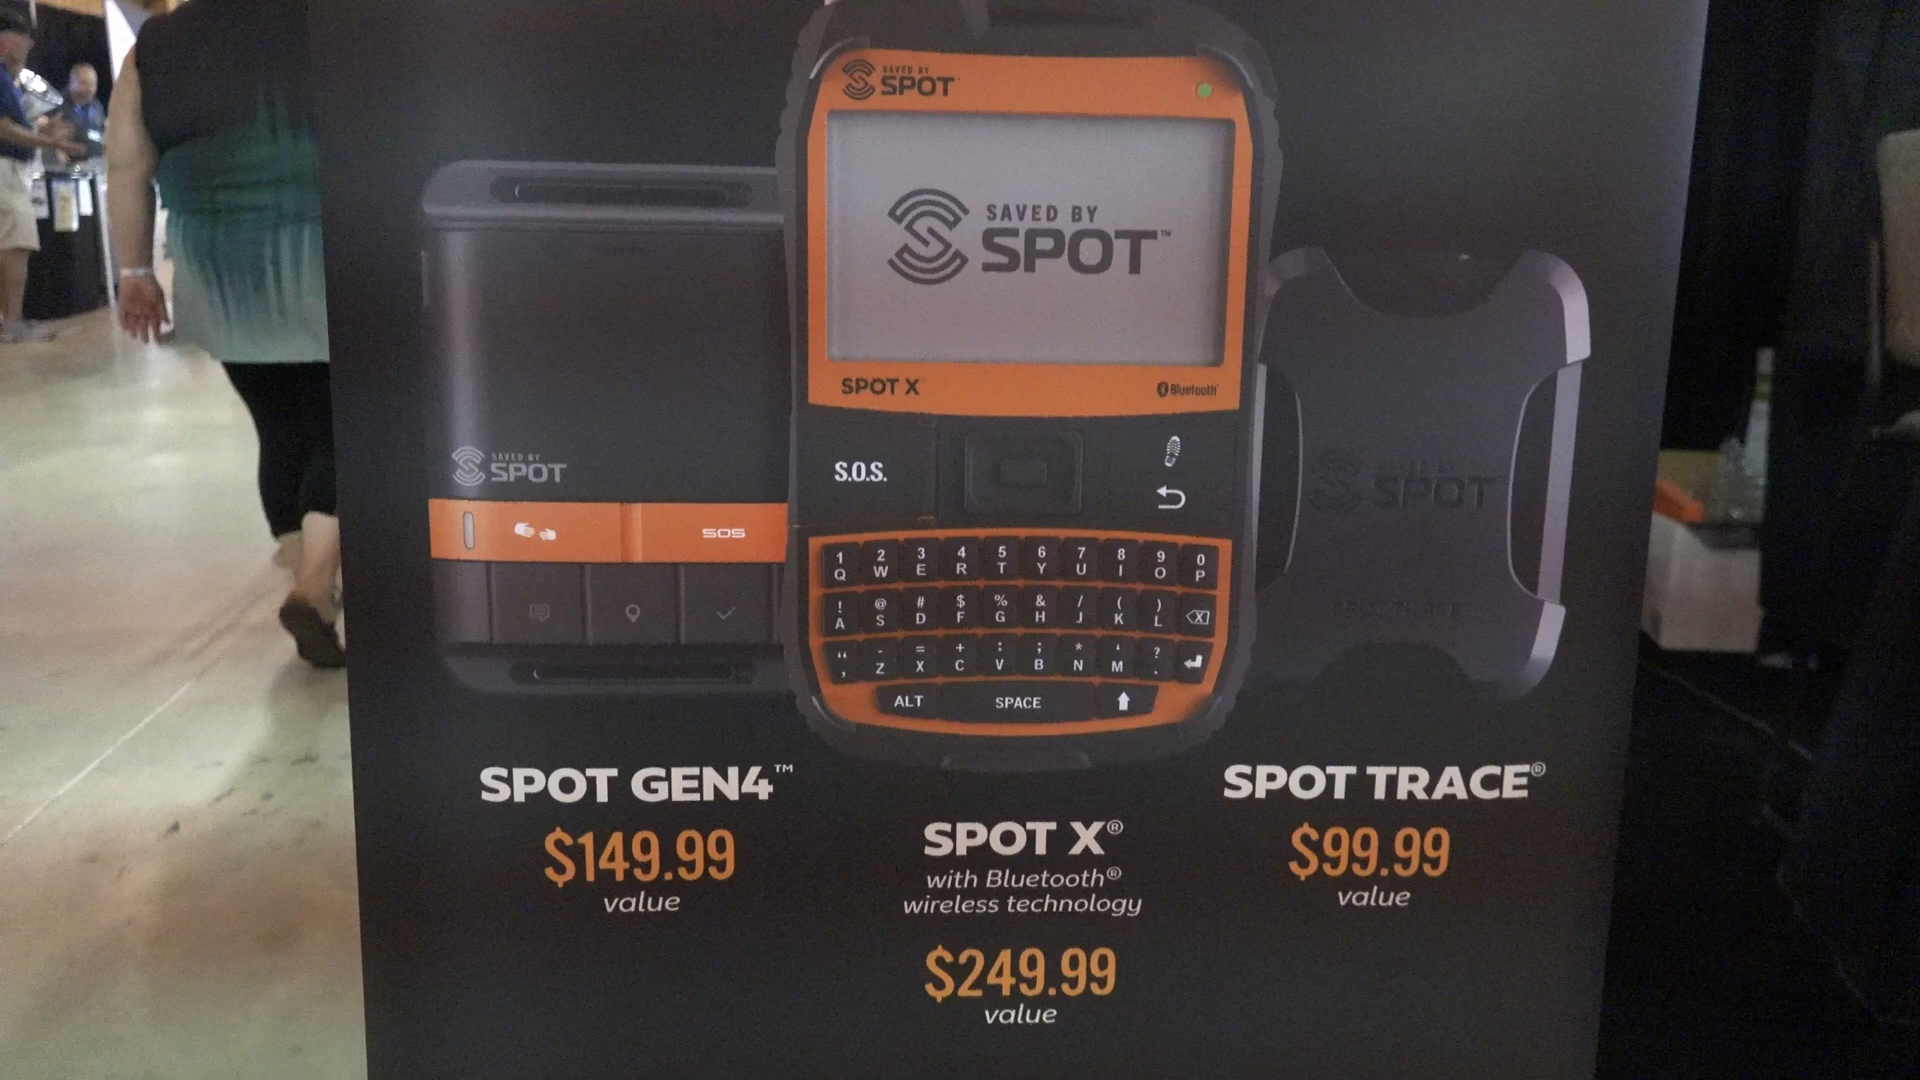 SAVED BY
SPOT
SAVED BY
SPOT™
SPOT X
Bluetooth
SAVED BY
SPOT
SOS
S.O.S.
SPOT
1 2 3 4 5 6 7 8 9 0
Q W E R T Y U I O P
! @ # $ % & / ( )
A S D F G H J K L
“ - = + : ; * ‘ ?
, Z X C V B N M .
ALT SPACE
SPOT GEN4™
$149.99
value
SPOT X®
with Bluetooth®
wireless technology
$249.99
value
SPOT TRACE®
$99.99
value